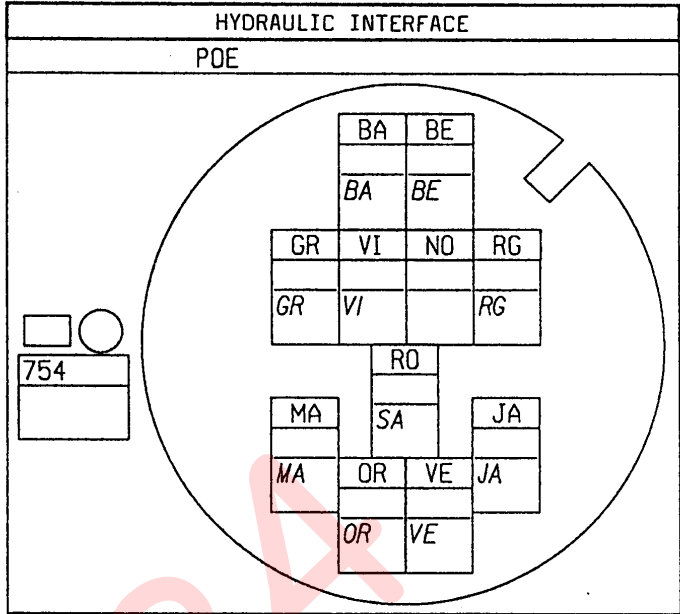 HYDRAULIC INTERFACE
POE
BA BE
BA BE
GR VI NO RG
GR VI RG
754
RO
MA SA JA
MA OR VE JA
OR VE